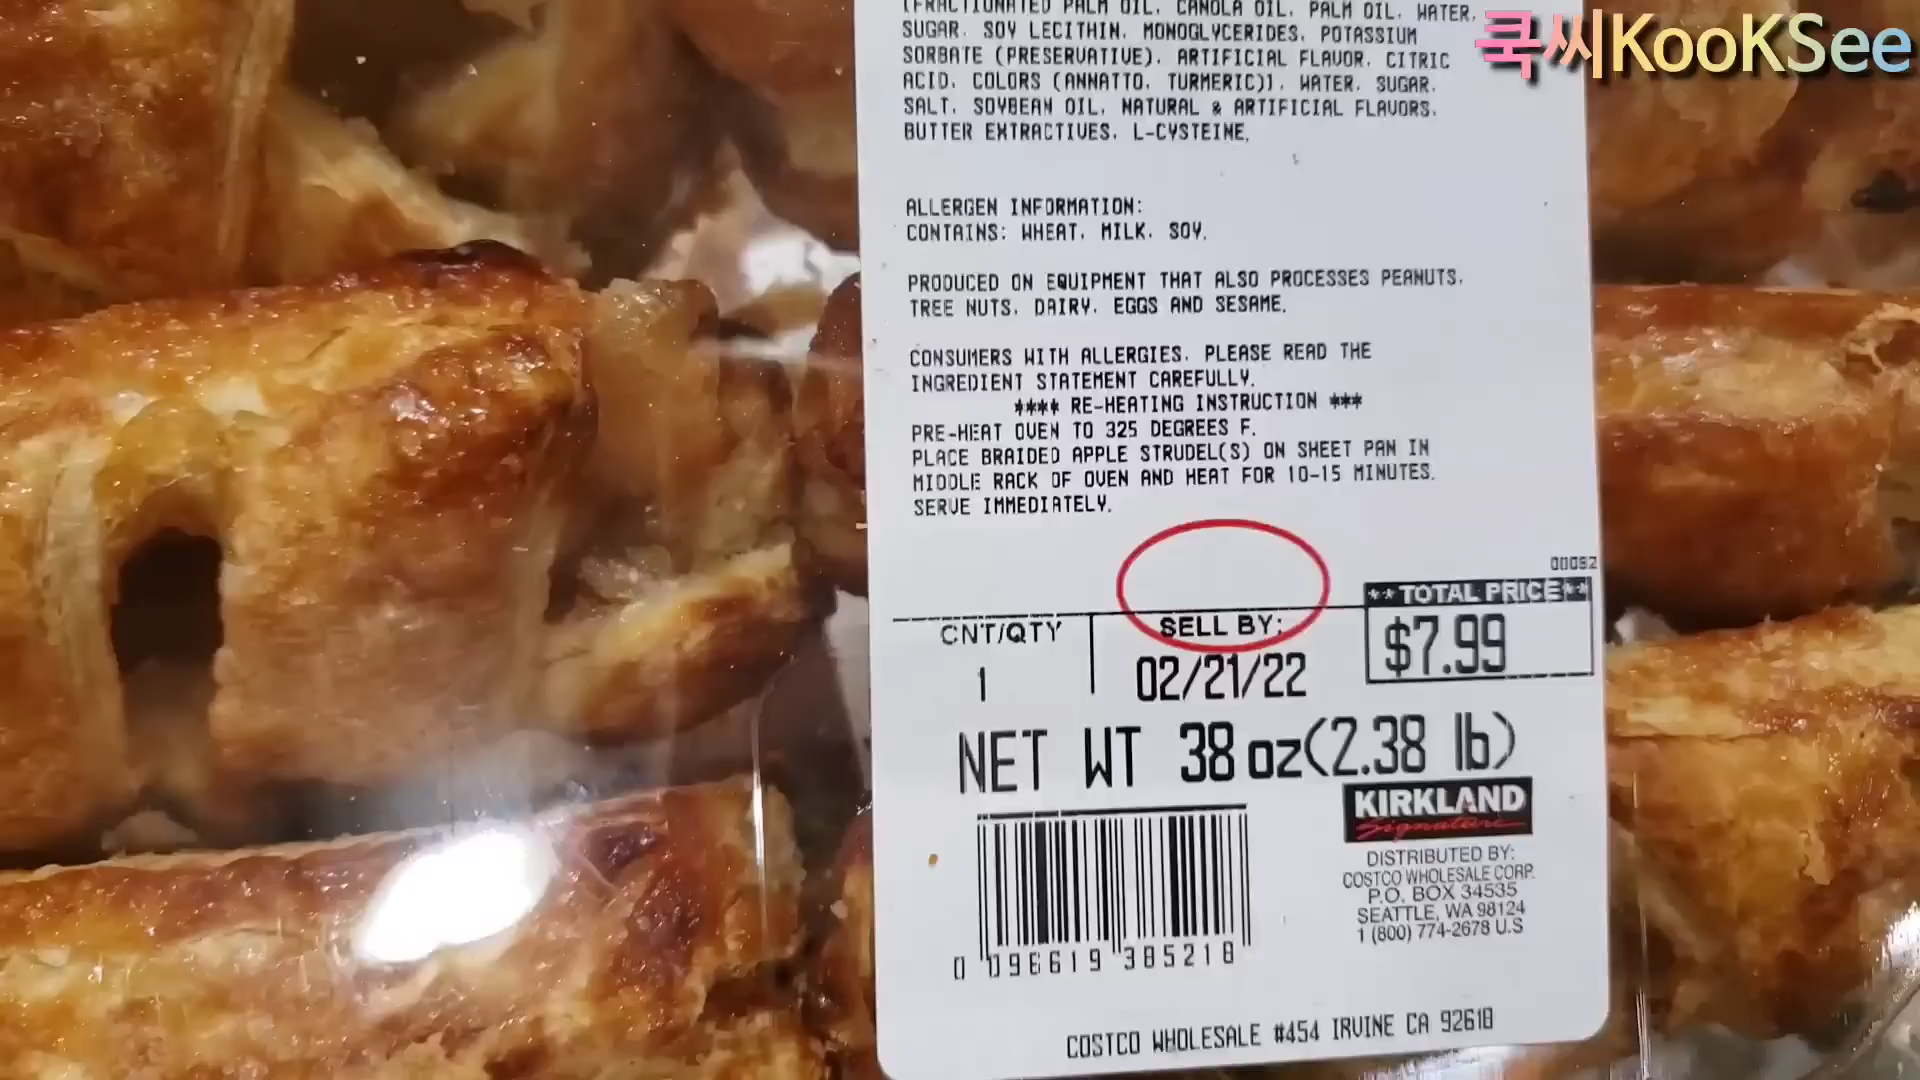 (FRACTIONATED PALM OIL, CANOLA OIL, PALM OIL, WATER,
SUGAR, SOY LECITHIN, MONOGLYCERIDES, POTASSIUM
SORBATE (PRESERVATIVE), ARTIFICIAL FLAVOR, CITRIC
ACID, COLORS (ANNATTO, TURMERIC)), WATER, SUGAR,
SALT, SOYBEAN OIL, NATURAL & ARTIFICIAL FLAVORS,
BUTTER EXTRACTIVES, L-CYSTEINE.
쿡씨KooKSee
ALLERGEN INFORMATION:
CONTAINS: WHEAT, MILK, SOY.
PRODUCED ON EQUIPMENT THAT ALSO PROCESSES PEANUTS,
TREE NUTS, DAIRY, EGGS AND SESAME.
CONSUMERS WITH ALLERGIES, PLEASE READ THE
INGREDIENT STATEMENT CAREFULLY.
**** RE-HEATING INSTRUCTION ***
PRE-HEAT OVEN TO 325 DEGREES F.
PLACE BRAIDED APPLE STRUDEL(S) ON SHEET PAN IN
MIDDLE RACK OF OVEN AND HEAT FOR 10-15 MINUTES.
SERVE IMMEDIATELY.
**TOTAL PRICE**
$7.99
CNT/QTY
1
SELL BY:
02/21/22
NET WT 38 oz(2.38 lb)
KIRKLAND
Signature
DISTRIBUTED BY:
COSTCO WHOLESALE CORP.
P.O. BOX 34535
SEATTLE, WA 98124
1 (800) 774-2678 U.S
0 096619 385218
COSTCO WHOLESALE #454 IRVINE CA 92618